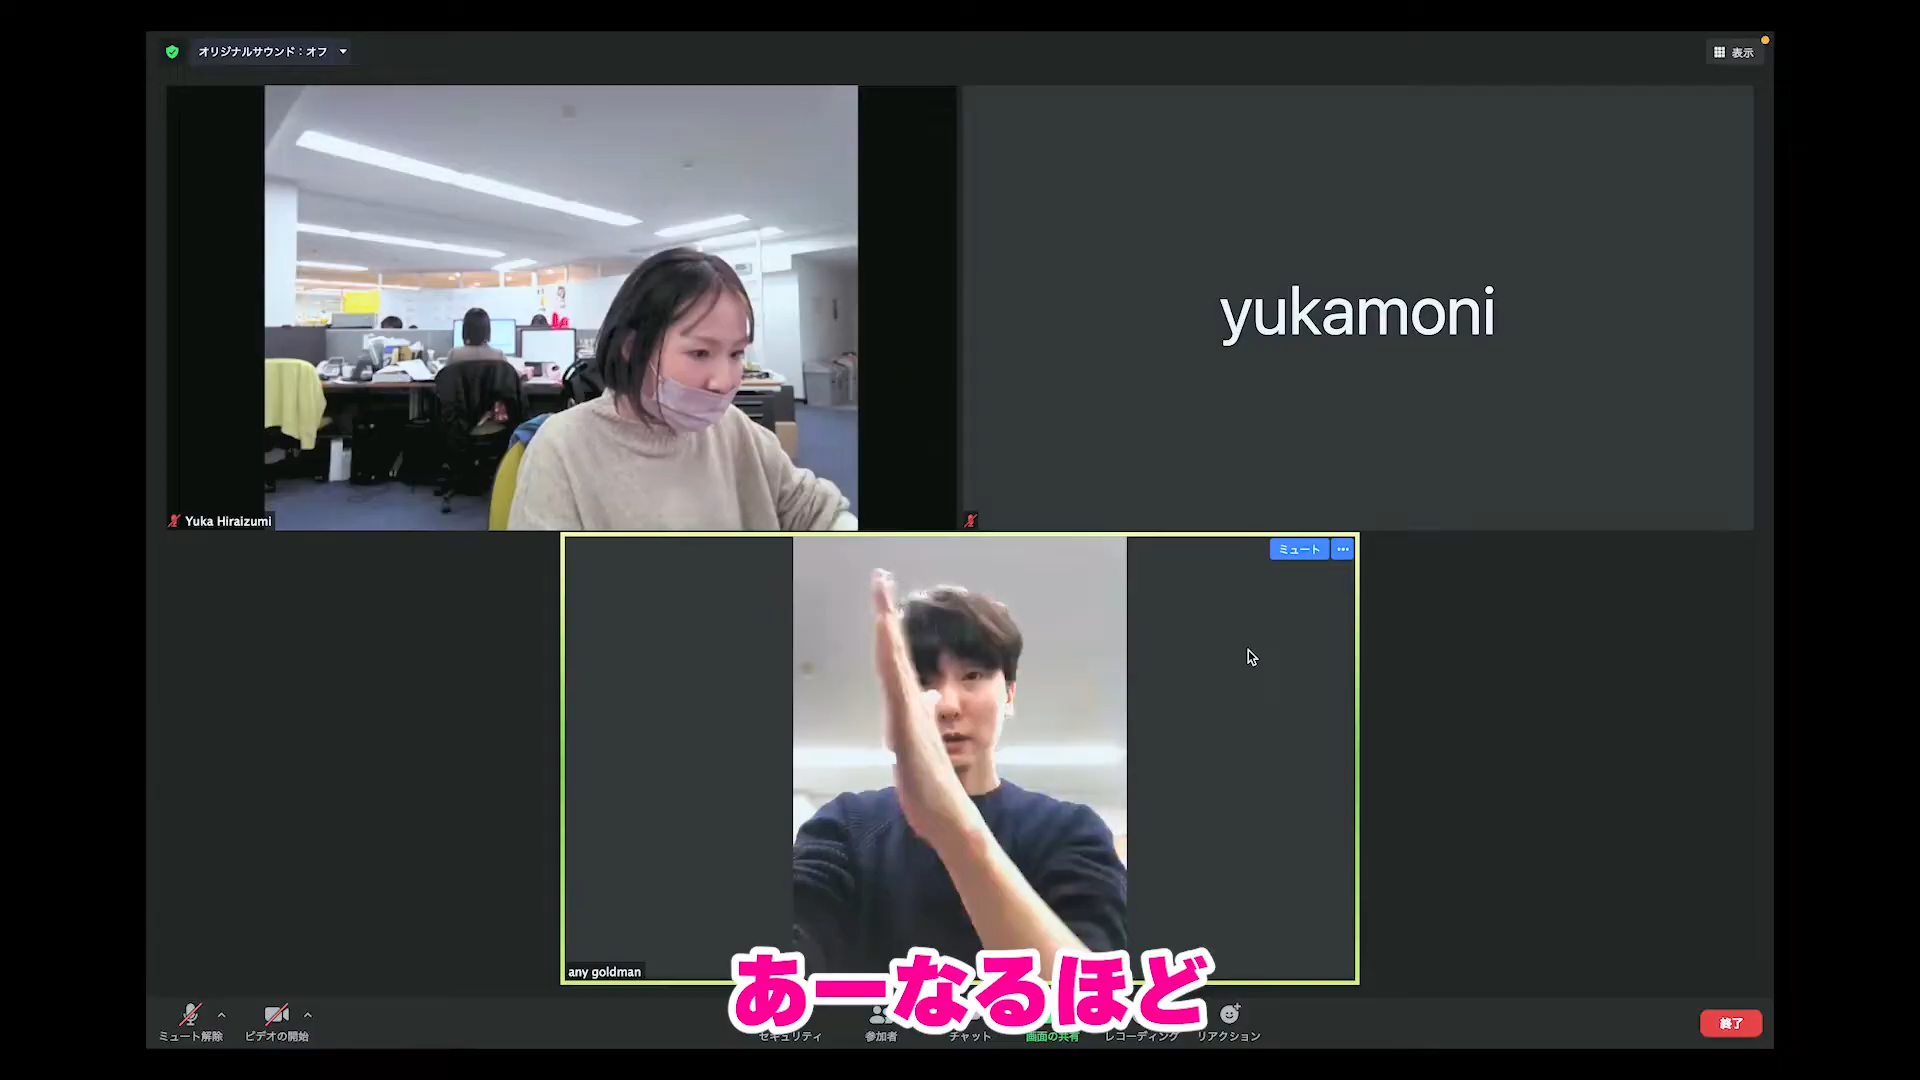 オリジナルサウンド：オフ
表示
yukamoni
Yuka Hiraizumi
ミュート
any goldman
あーなるほど
ミュート解除
ビデオの開始
セキュリティ
参加者
チャット
画面の共有
レコーディング
リアクション
終了